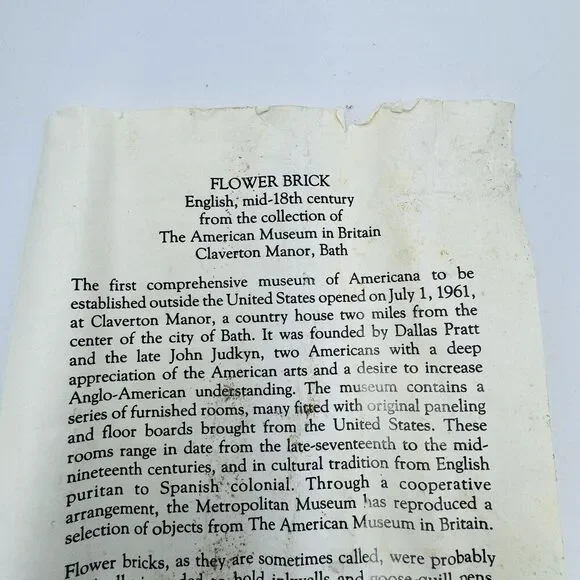 FLOWER BRICK
English, mid-18th century
from the collection of
The American Museum in Britain
Claverton Manor, Bath
The first comprehensive museum of Americana to be
established outside the United States opened on July 1, 1961,
at Claverton Manor, a country house two miles from the
center of the city of Bath. It was founded by Dallas Pratt
and the late John Judkyn, two Americans with a deep
appreciation of the American arts and a desire to increase
Anglo-American understanding. The museum contains a
series of furnished rooms, many fitted with original paneling
and floor boards brought from the United States. These
rooms range in date from the late-seventeenth to the mid-
nineteenth centuries, and in cultural tradition from English
puritan to Spanish colonial. Through a cooperative
arrangement, the Metropolitan Museum has reproduced a
selection of objects from The American Museum in Britain.
Flower bricks, as they are sometimes called, were probably
to hold inkwells and goose quill pens